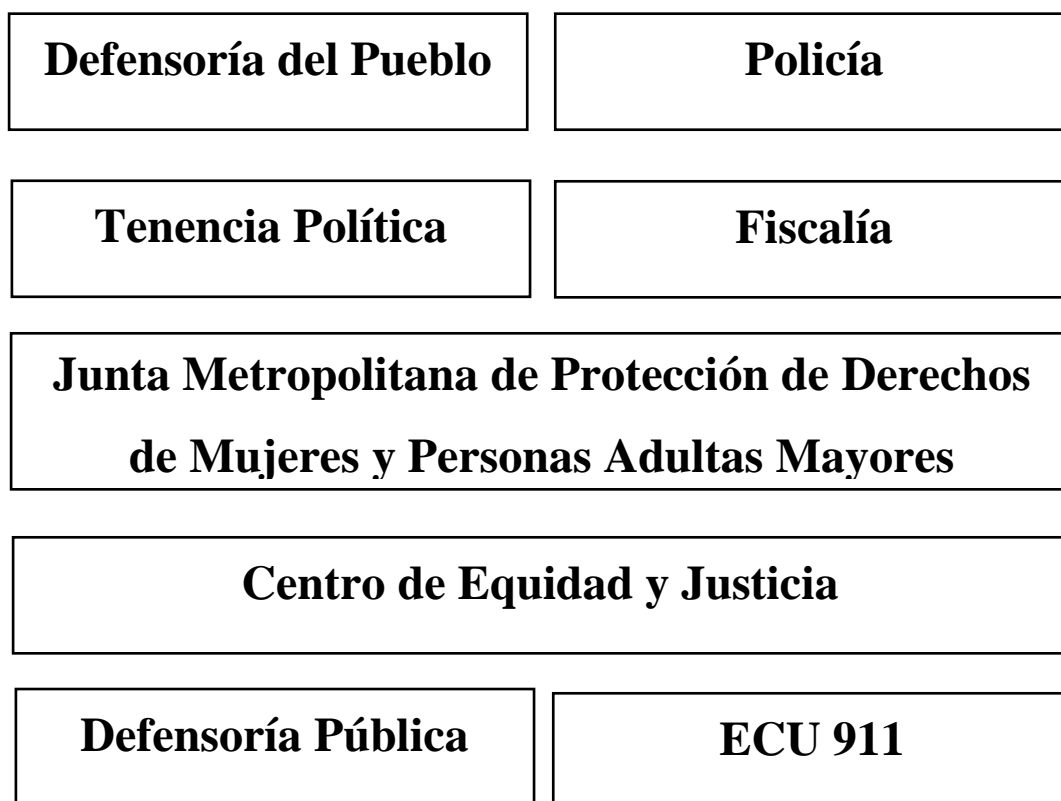 Defensoría del Pueblo
Policía
Tenencia Política
Fiscalía
Junta Metropolitana de Protección de Derechos
de Mujeres y Personas Adultas Mayores
Centro de Equidad y Justicia
Defensoría Pública
ECU 911